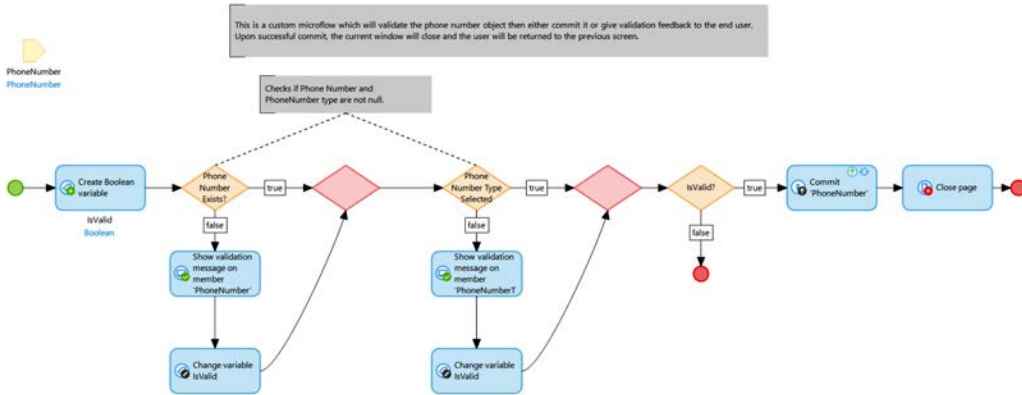 This is a custom microflow which will validate the phone number object then either commit it or give validation feedback to the end user.
Upon successful commit, the current window will close and the user will be returned to the previous screen.
PhoneNumber
PhoneNumber
Checks if Phone Number and
PhoneNumber type are not null.
Create Boolean
variable
IsValid
Boolean
Phone
Number
Exists?
true
false
Show validation
message on
member
'PhoneNumber'
Change variable
IsValid
Phone
Number Type
Selected
true
false
Show validation
message on
member
'PhoneNumberT
Change variable
IsValid
IsValid?
true
false
Commit
'PhoneNumber'
Close page